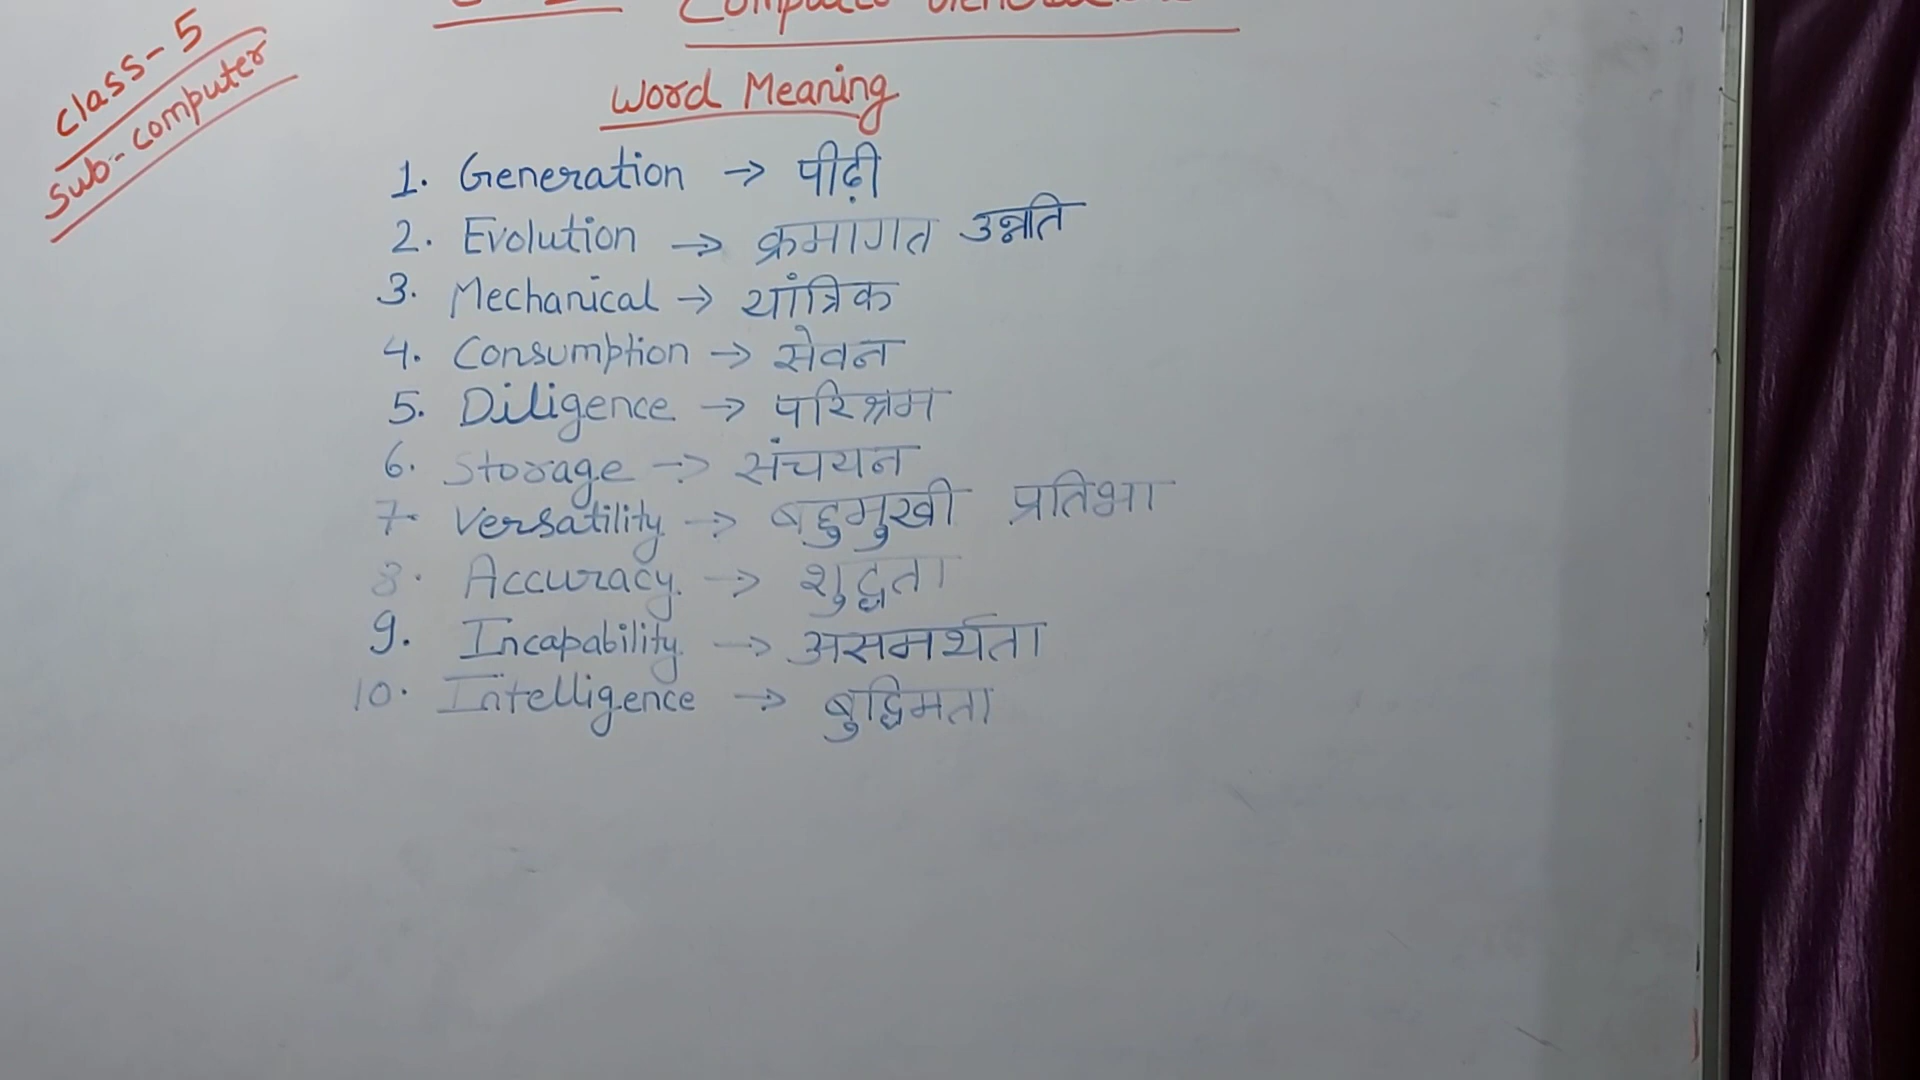 Computer Generations
Class-5
Sub-Computer
Word Meaning
1. Generation → पीढ़ी
2. Evolution → क्रमागत उन्नति
3. Mechanical → यांत्रिक
4. Consumption → सेवन
5. Diligence → परिश्रम
6. Storage → संचयन
7. Versatility → बहुमुखी प्रतिभा
8. Accuracy → शुद्धता
9. Incapability → असमर्थता
10. Intelligence → बुद्धिमता